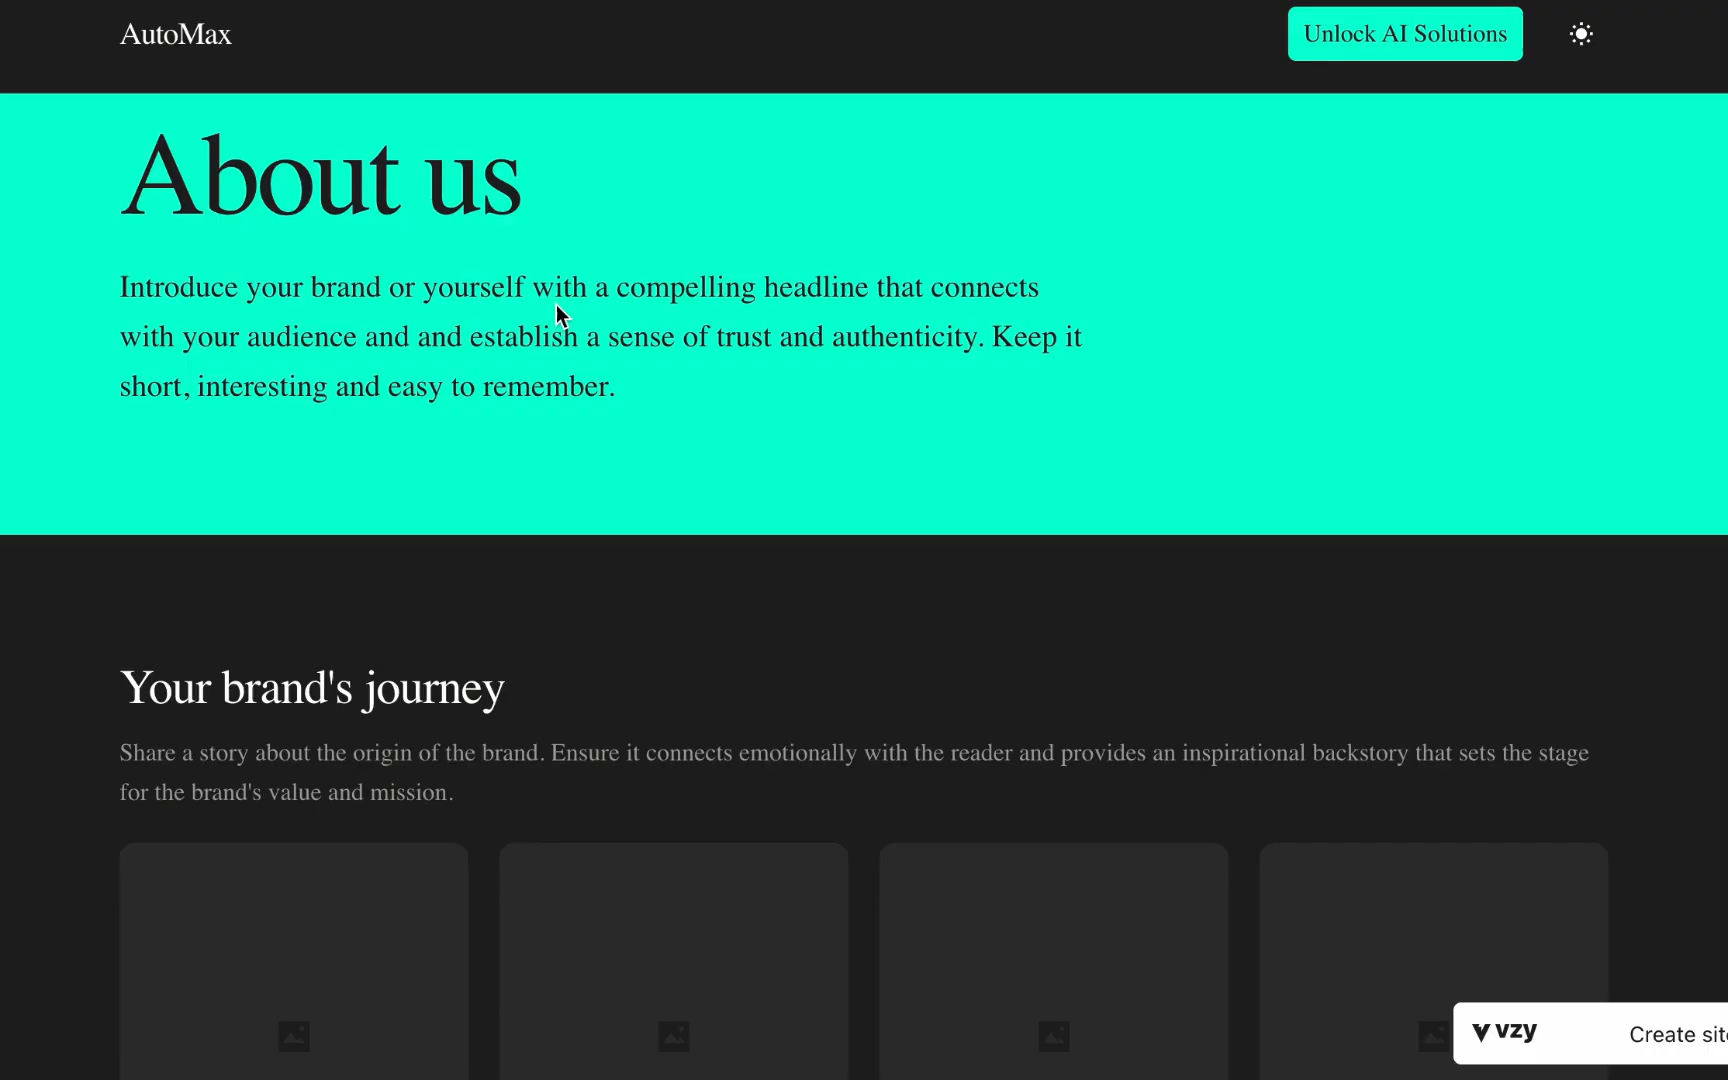 AutoMax
Unlock AI Solutions
About us
Introduce your brand or yourself with a compelling headline that connects
with your audience and and establish a sense of trust and authenticity. Keep it
short, interesting and easy to remember.
Your brand's journey
Share a story about the origin of the brand. Ensure it connects emotionally with the reader and provides an inspirational backstory that sets the stage
for the brand's value and mission.
vzy
Create site